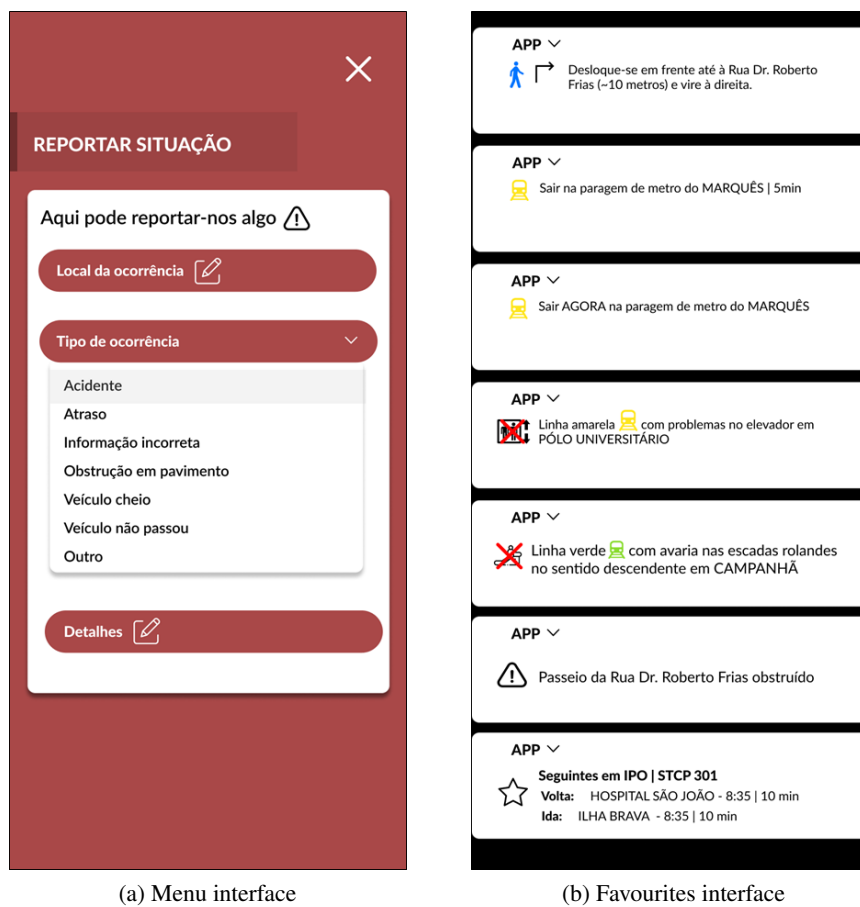 REPORTAR SITUAÇÃO
Aqui pode reportar-nos algo
Local da ocorrência
Tipo de ocorrência
Acidente
Atraso
Informação incorreta
Obstrução em pavimento
Veículo cheio
Veículo não passou
Outro
Detalhes
(a) Menu interface
APP
Desloque-se em frente até à Rua Dr. Roberto
Frias (~10 metros) e vire à direita.
APP
Sair na paragem de metro do MARQUÊS | 5min
APP
Sair AGORA na paragem de metro do MARQUÊS
APP
Linha amarela com problemas no elevador em
PÓLO UNIVERSITÁRIO
APP
Linha verde com avaria nas escadas rolandes
no sentido descendente em CAMPANHÃ
APP
Passeio da Rua Dr. Roberto Frias obstruído
APP
Seguintes em IPO | STCP 301
Volta: HOSPITAL SÃO JOÃO - 8:35 | 10 min
Ida: ILHA BRAVA - 8:35 | 10 min
(b) Favourites interface